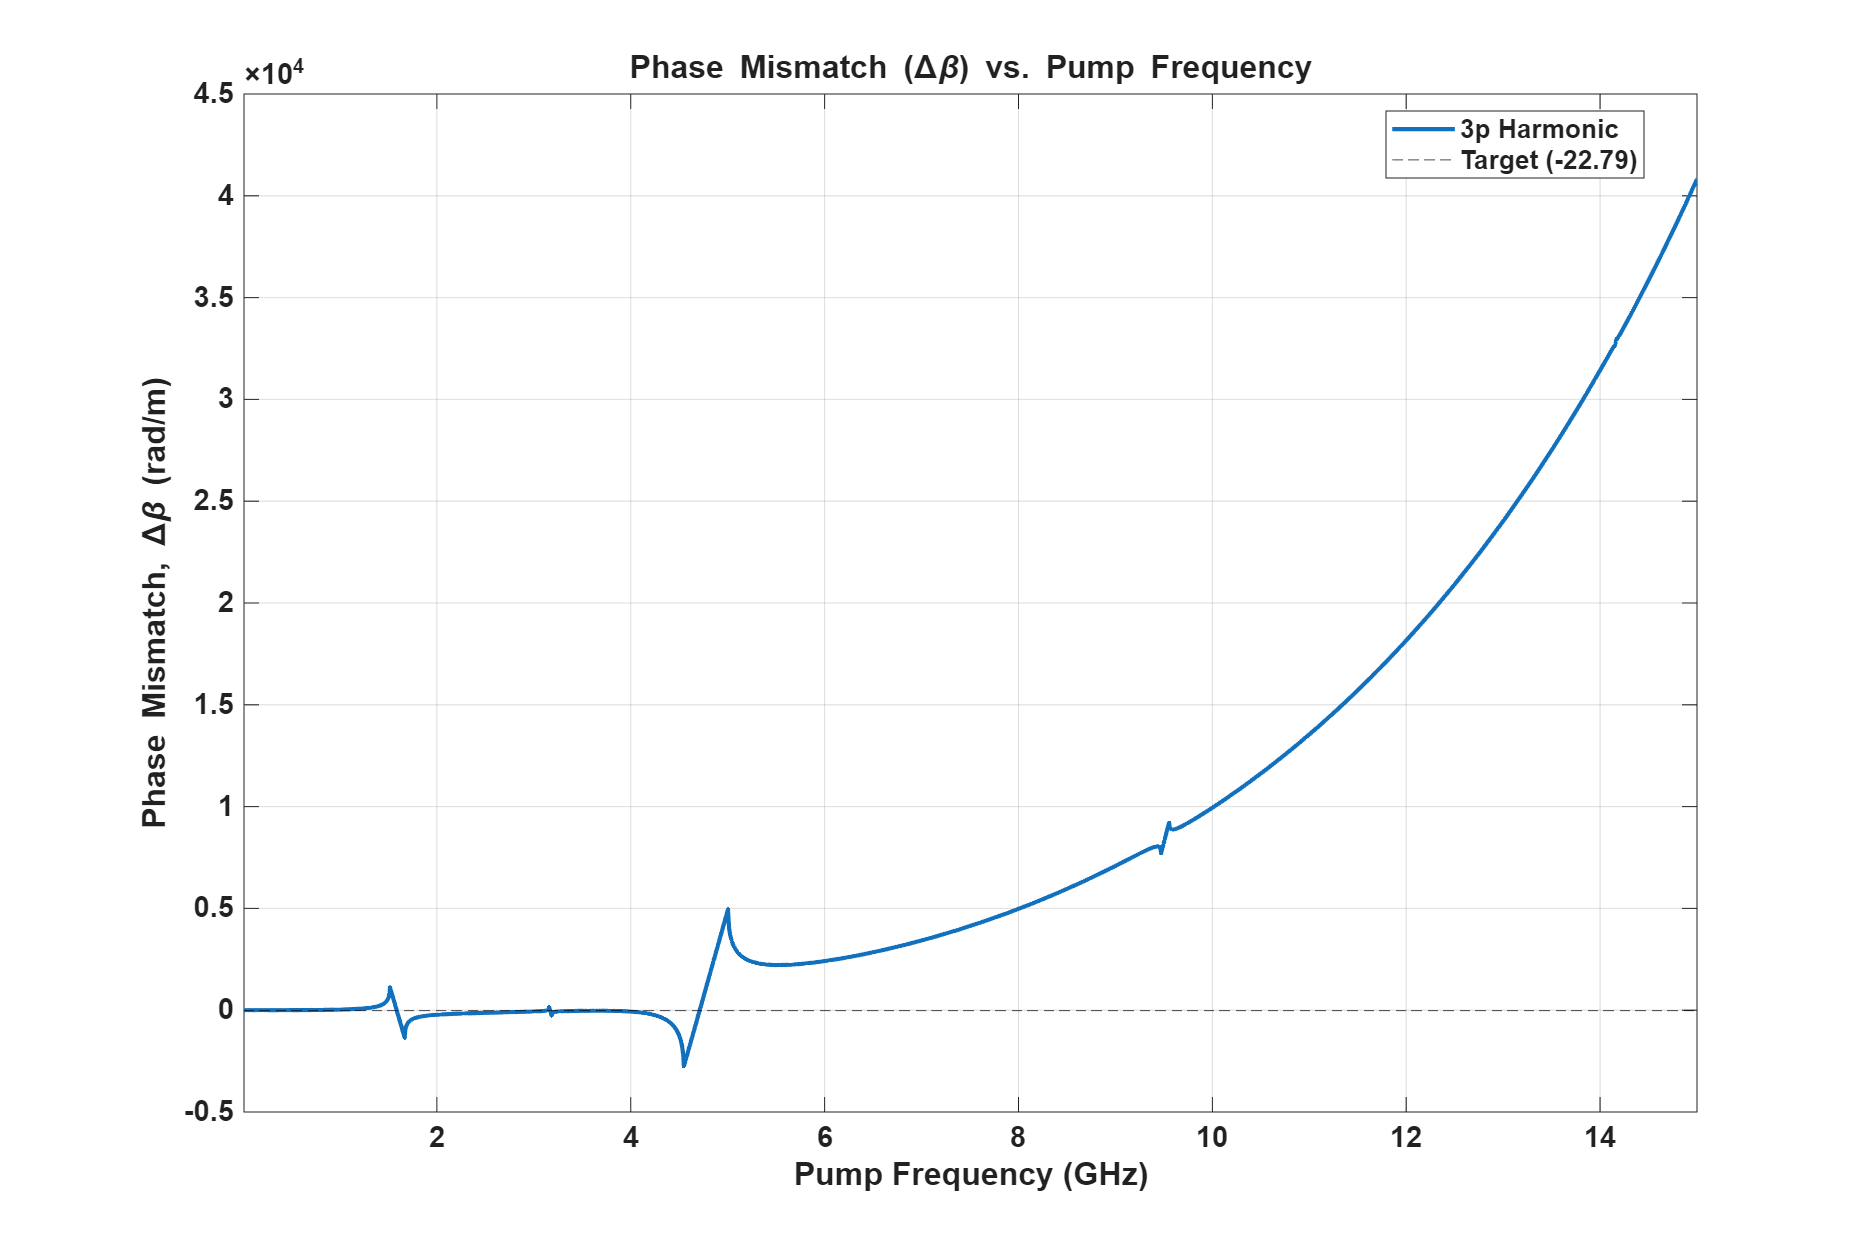 Phase Mismatch (Δβ) vs. Pump Frequency
×10⁴
4.5
4
3.5
3
2.5
2
1.5
1
0.5
0
-0.5
Phase Mismatch, Δβ (rad/m)
3p Harmonic
Target (-22.79)
2 4 6 8 10 12 14
Pump Frequency (GHz)